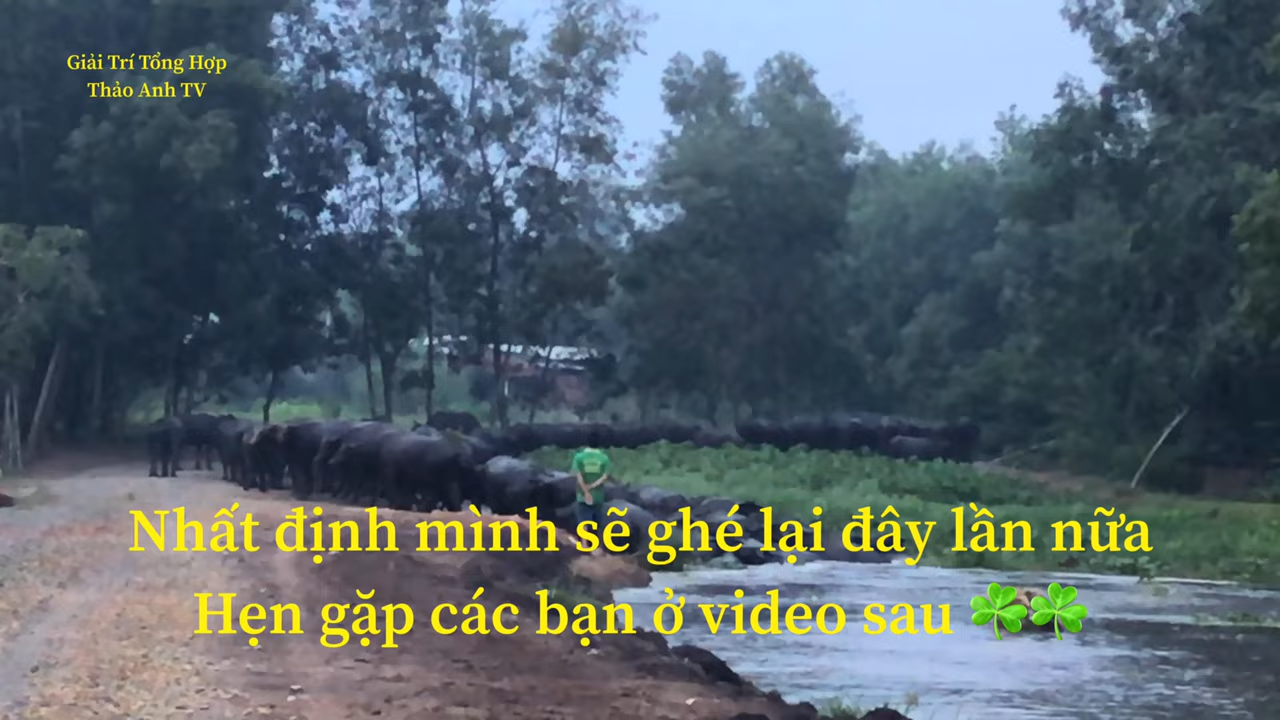 Giải Trí Tổng Hợp
Thảo Anh TV
Nhất định mình sẽ ghé lại đây lần nữa
Hẹn gặp các bạn ở video sau ☘️☘️